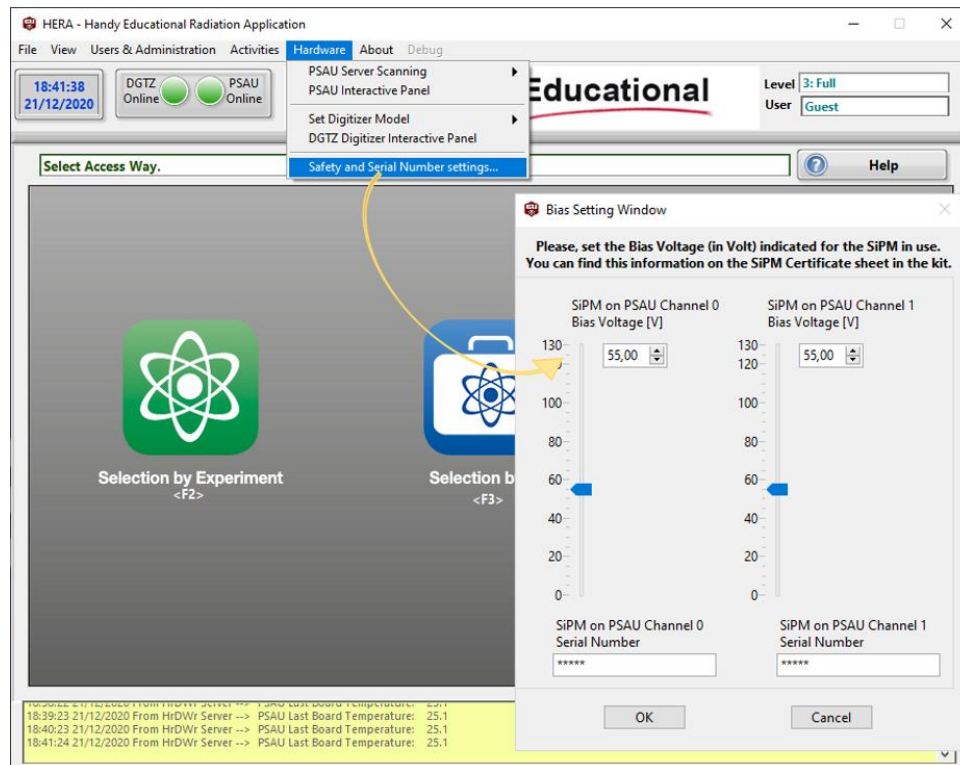 HERA - Handy Educational Radiation Application
File View Users & Administration Activities Hardware About Debug
18:41:38
21/12/2020
DGTZ
Online
PSAU
Online
PSAU Server Scanning
PSAU Interactive Panel
Set Digitizer Model
DGTZ Digitizer Interactive Panel
Safety and Serial Number settings...
Educational
Level 3: Full
User Guest
Select Access Way.
Help
Selection by Experiment
<F2>
Selection b
<F3>
Bias Setting Window
Please, set the Bias Voltage (in Volt) indicated for the SiPM in use.
You can find this information on the SiPM Certificate sheet in the kit.
SiPM on PSAU Channel 0
Bias Voltage [V]
55,00
130
100
80
60
40
20
0
SiPM on PSAU Channel 0
Serial Number
*****
SiPM on PSAU Channel 1
Bias Voltage [V]
55,00
130
120
100
80
60
40
20
0
SiPM on PSAU Channel 1
Serial Number
*****
OK
Cancel
18:39:23 21/12/2020 From HrDWr Server --> PSAU Last Board Temperature: 25.1
18:40:23 21/12/2020 From HrDWr Server --> PSAU Last Board Temperature: 25.1
18:41:24 21/12/2020 From HrDWr Server --> PSAU Last Board Temperature: 25.1